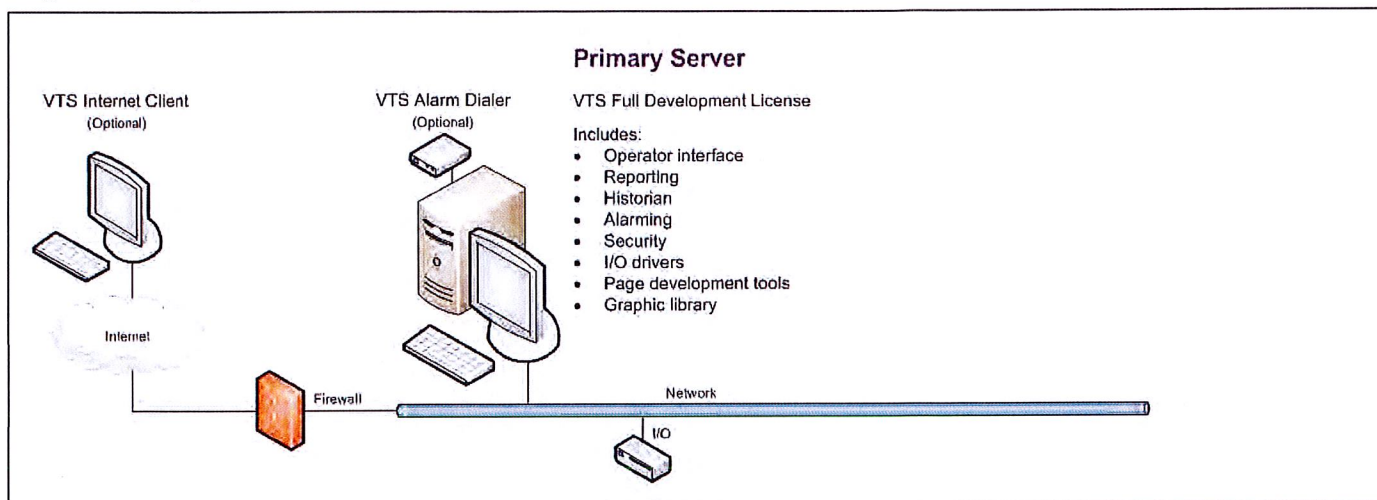 Primary Server
VTS Internet Client
(Optional)
VTS Alarm Dialer
(Optional)
VTS Full Development License
Includes:
• Operator interface
• Reporting
• Historian
• Alarming
• Security
• I/O drivers
• Page development tools
• Graphic library
Internet
Firewall
Network
I/O